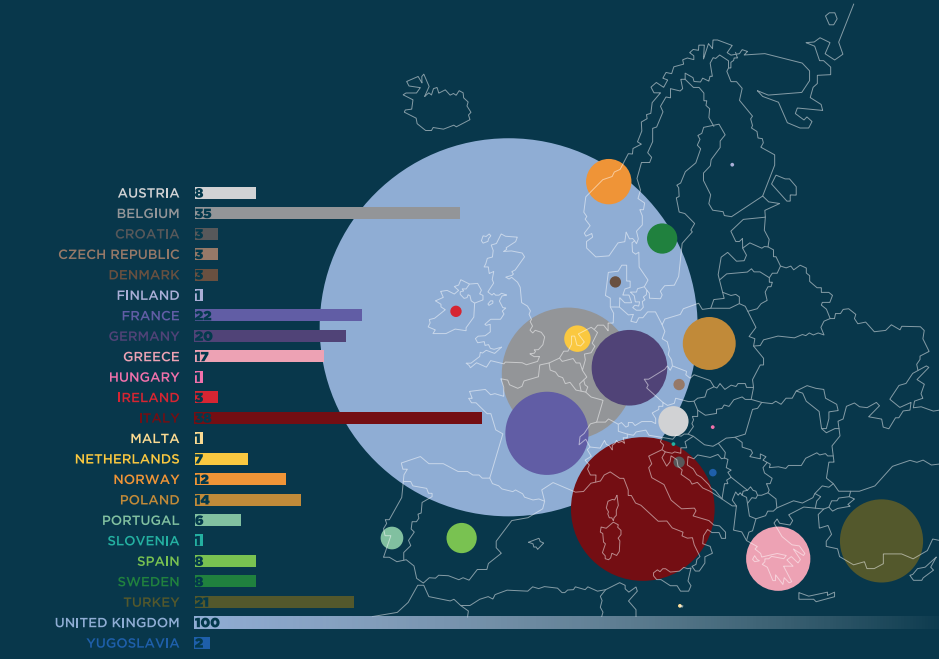 AUSTRIA 8
BELGIUM 35
CROATIA 3
CZECH REPUBLIC 3
DENMARK 3
FINLAND 1
FRANCE 22
GERMANY 20
GREECE 17
HUNGARY 1
IRELAND 3
ITALY 38
MALTA 1
NETHERLANDS 7
NORWAY 12
POLAND 14
PORTUGAL 6
SLOVENIA 1
SPAIN 8
SWEDEN 8
TURKEY 21
UNITED KINGDOM 100
YUGOSLAVIA 2